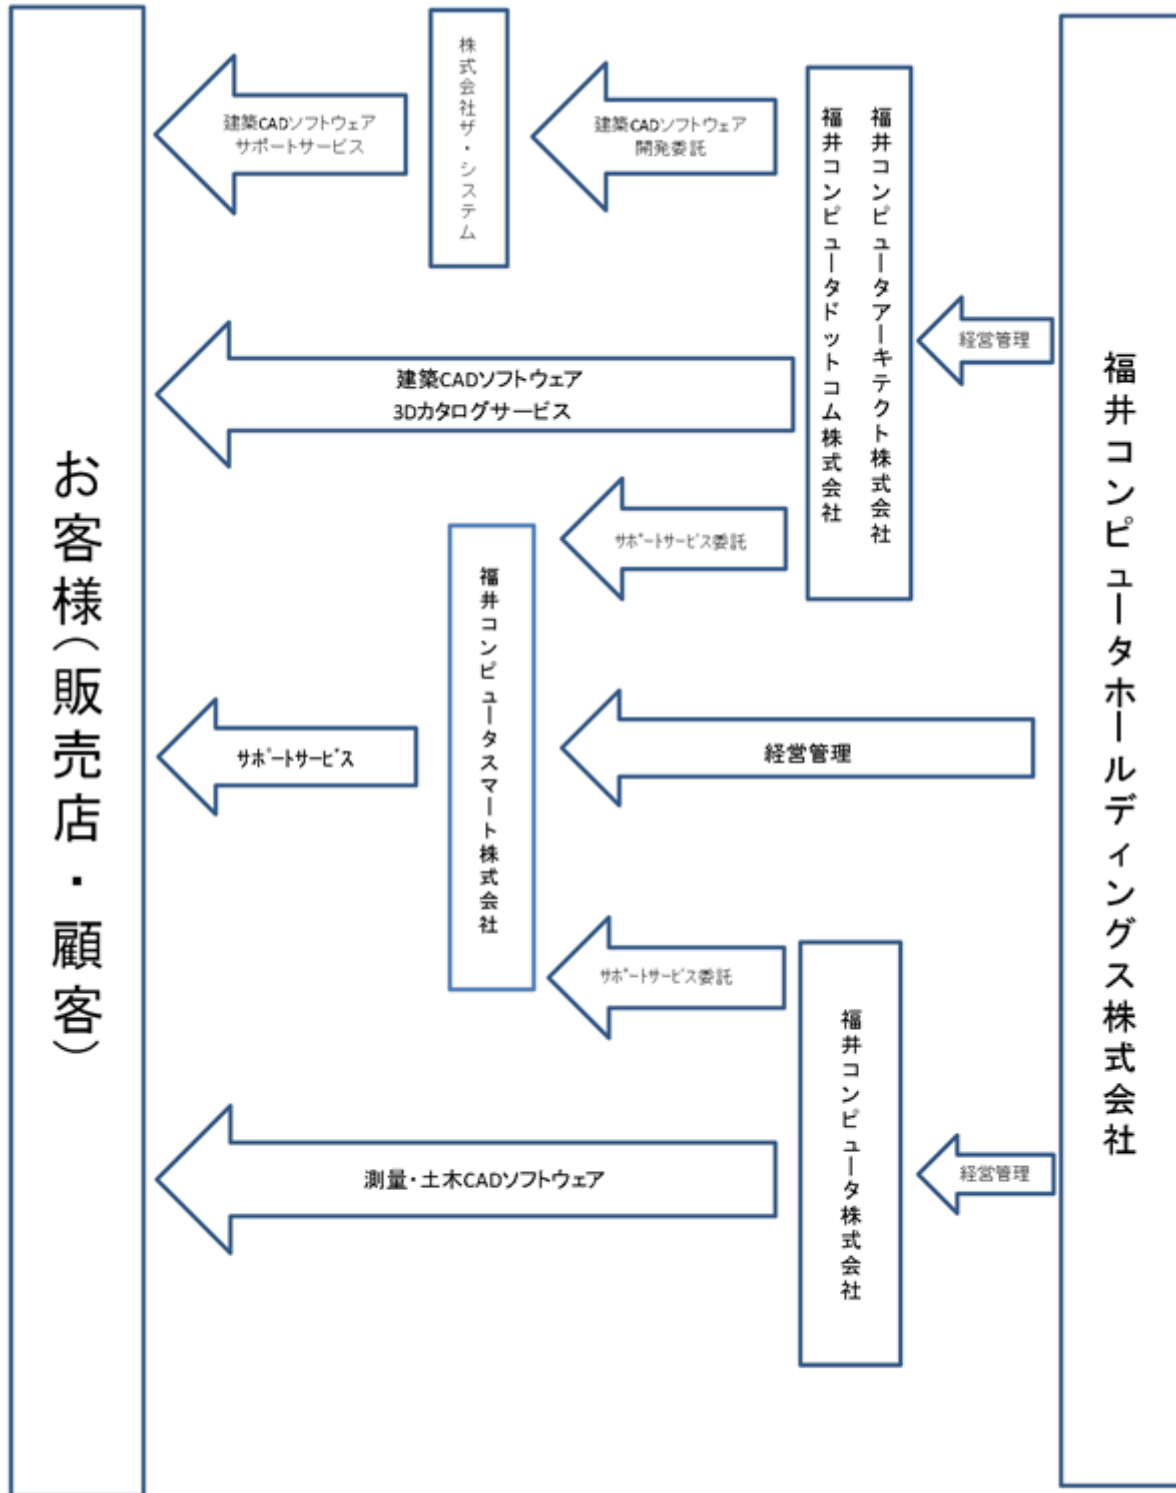 株式会社ザ・システム
建築CADソフトウェア
サポートサービス
建築CADソフトウェア
開発委託
福井コンピュータアーキテクト株式会社
福井コンピュータドットコム株式会社
経営管理
福井コンピュータホールディングス株式会社
建築CADソフトウェア
3Dカタログサービス
お客様(販売店・顧客)
サポートサービス委託
福井コンピュータスマート株式会社
サポートサービス
経営管理
サポートサービス委託
福井コンピュータ株式会社
測量・土木CADソフトウェア
経営管理